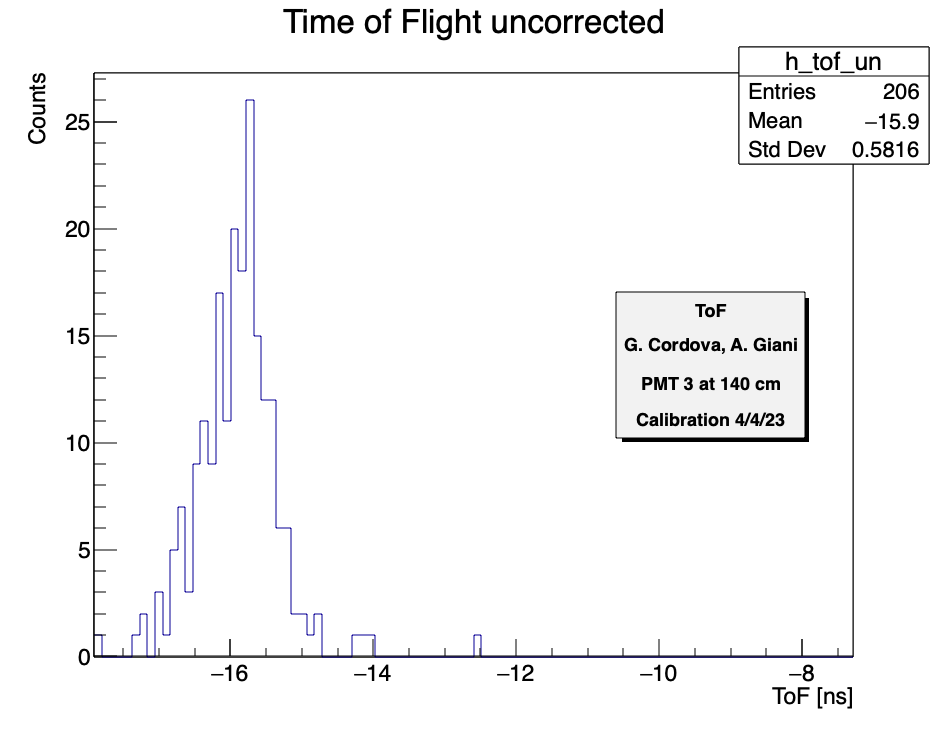 Time of Flight uncorrected
h_tof_un
Entries 206
Mean −15.9
Std Dev 0.5816
Counts
25
20
15
10
5
0
ToF
G. Cordova, A. Giani
PMT 3 at 140 cm
Calibration 4/4/23
−16 −14 −12 −10 −8
ToF [ns]